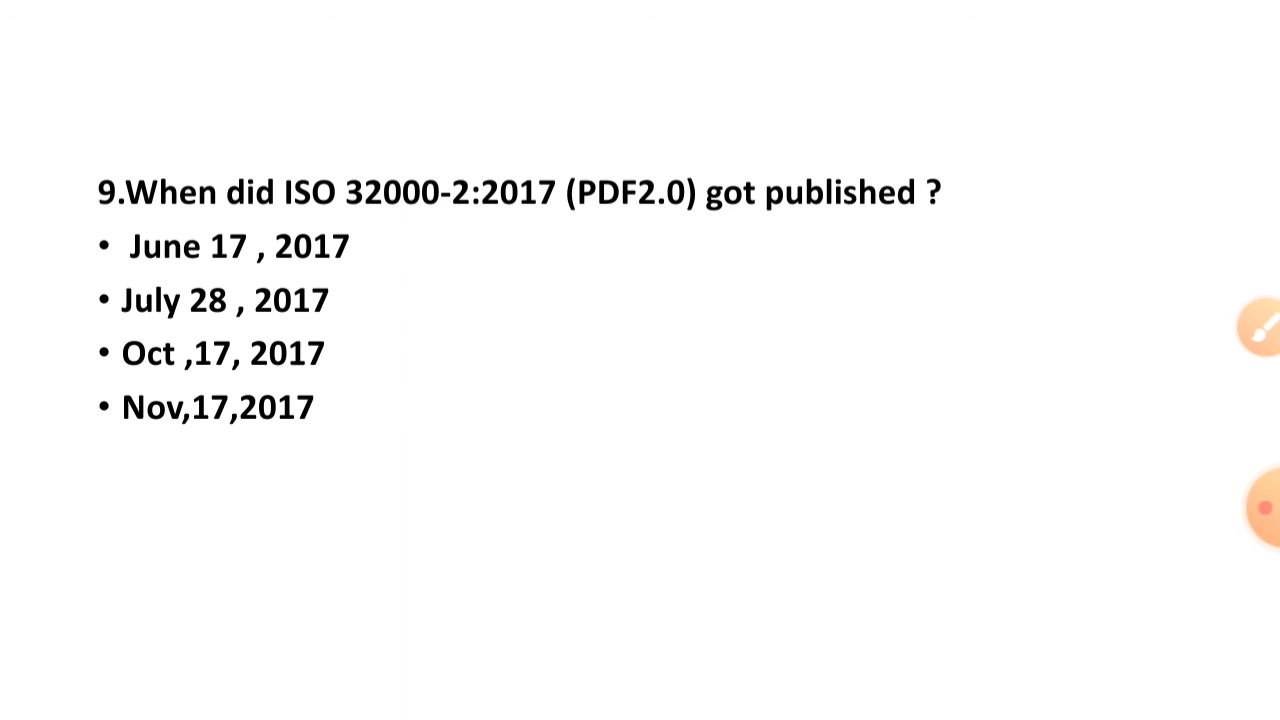 9.When did ISO 32000-2:2017 (PDF2.0) got published ?
• June 17 , 2017
• July 28 , 2017
• Oct ,17, 2017
• Nov,17,2017